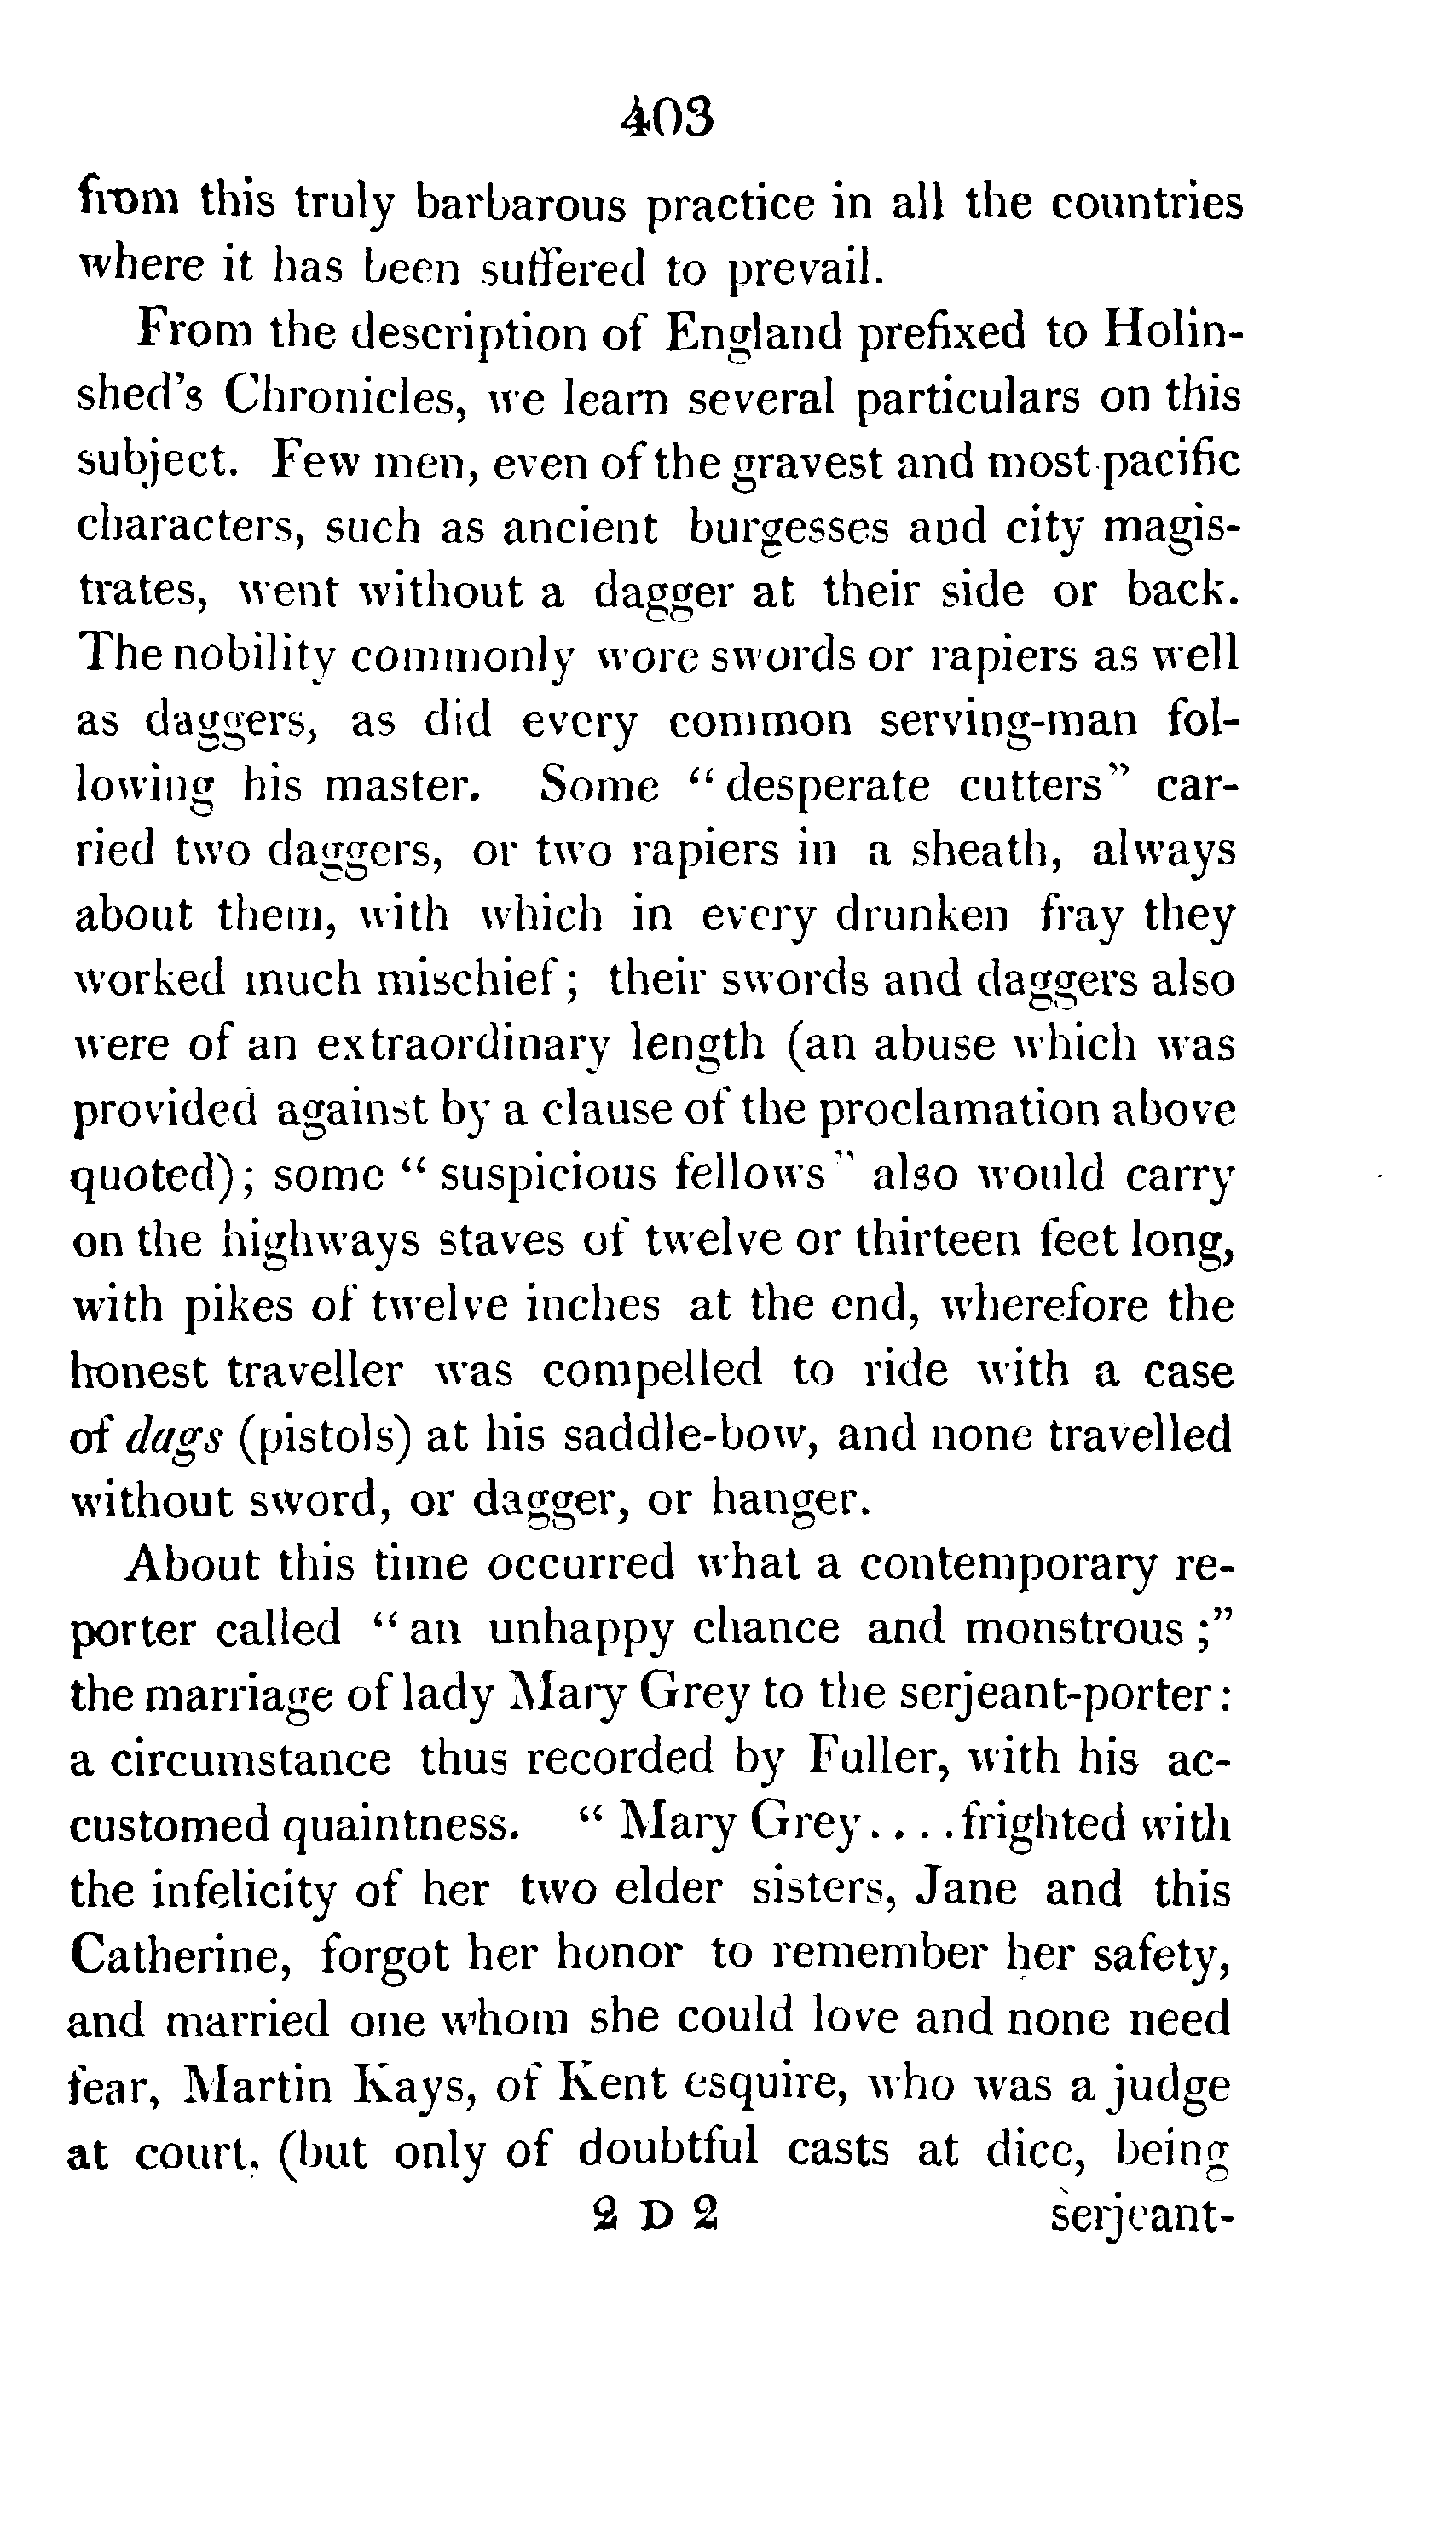 403
from this truly barbarous practice in all the countries
where it has been suffered to prevail.
From the description of England prefixed to Holin-
shed's Chronicles, we learn several particulars on this
subject. Few men, even of the gravest and most pacific
characters, such as ancient burgesses and city magis-
trates, went without a dagger at their side or back.
The nobility commonly wore swords or rapiers as well
as daggers, as did every common serving-man fol-
lowing his master. Some "desperate cutters" car-
ried two daggers, or two rapiers in a sheath, always
about them, with which in every drunken fray they
worked much mischief; their swords and daggers also
were of an extraordinary length (an abuse which was
provided against by a clause of the proclamation above
quoted); some "suspicious fellows" also would carry
on the highways staves of twelve or thirteen feet long,
with pikes of twelve inches at the end, wherefore the
honest traveller was compelled to ride with a case
of dags (pistols) at his saddle-bow, and none travelled
without sword, or dagger, or hanger.
About this time occurred what a contemporary re-
porter called "an unhappy chance and monstrous;"
the marriage of lady Mary Grey to the serjeant-porter:
a circumstance thus recorded by Fuller, with his ac-
customed quaintness. "Mary Grey....frighted with
the infelicity of her two elder sisters, Jane and this
Catherine, forgot her honor to remember her safety,
and married one whom she could love and none need
fear, Martin Kays, of Kent esquire, who was a judge
at court, (but only of doubtful casts at dice, being
2 D 2 serjeant-